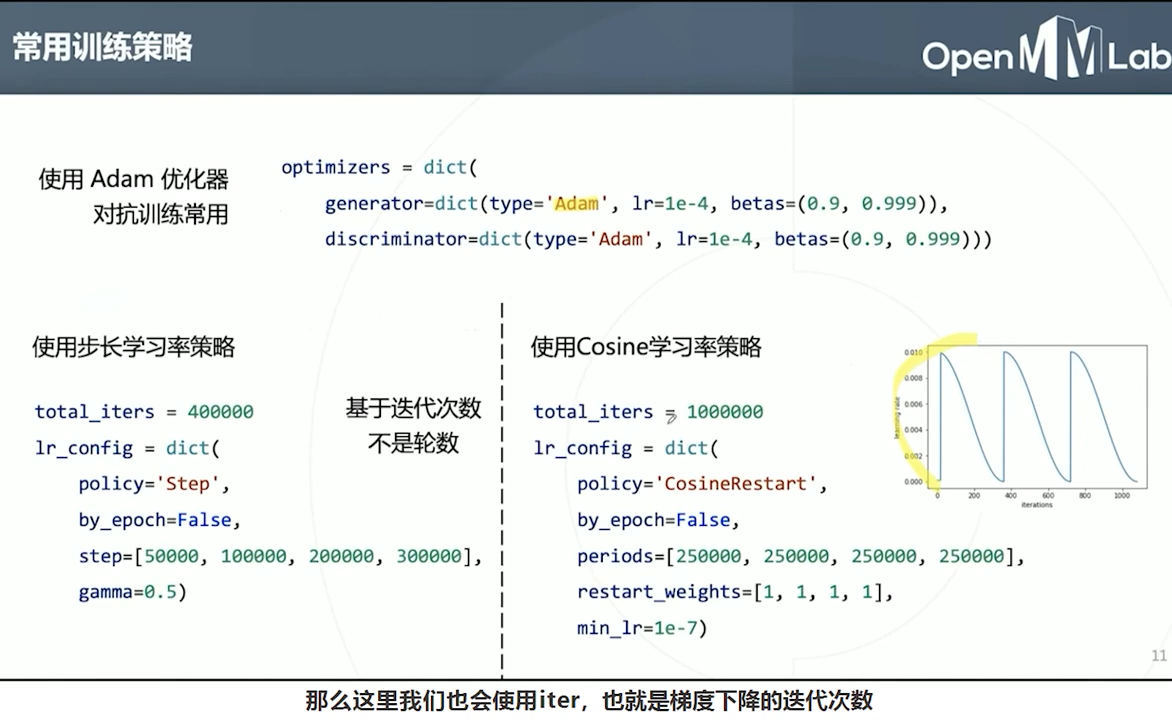 常用训练策略
OpenMMLab
使用 Adam 优化器
对抗训练常用
optimizers = dict(
generator=dict(type='Adam', lr=1e-4, betas=(0.9, 0.999)),
discriminator=dict(type='Adam', lr=1e-4, betas=(0.9, 0.999)))
使用步长学习率策略
total_iters = 400000
lr_config = dict(
policy='Step',
by_epoch=False,
step=[50000, 100000, 200000, 300000],
gamma=0.5)
基于迭代次数
不是轮数
使用Cosine学习率策略
total_iters = 1000000
lr_config = dict(
policy='CosineRestart',
by_epoch=False,
periods=[250000, 250000, 250000, 250000],
restart_weights=[1, 1, 1, 1],
min_lr=1e-7)
learning rate
0.010
0.008
0.006
0.004
0.002
0.000
0 200 400 600 800 1000
iterations
11
那么这里我们也会使用iter，也就是梯度下降的迭代次数